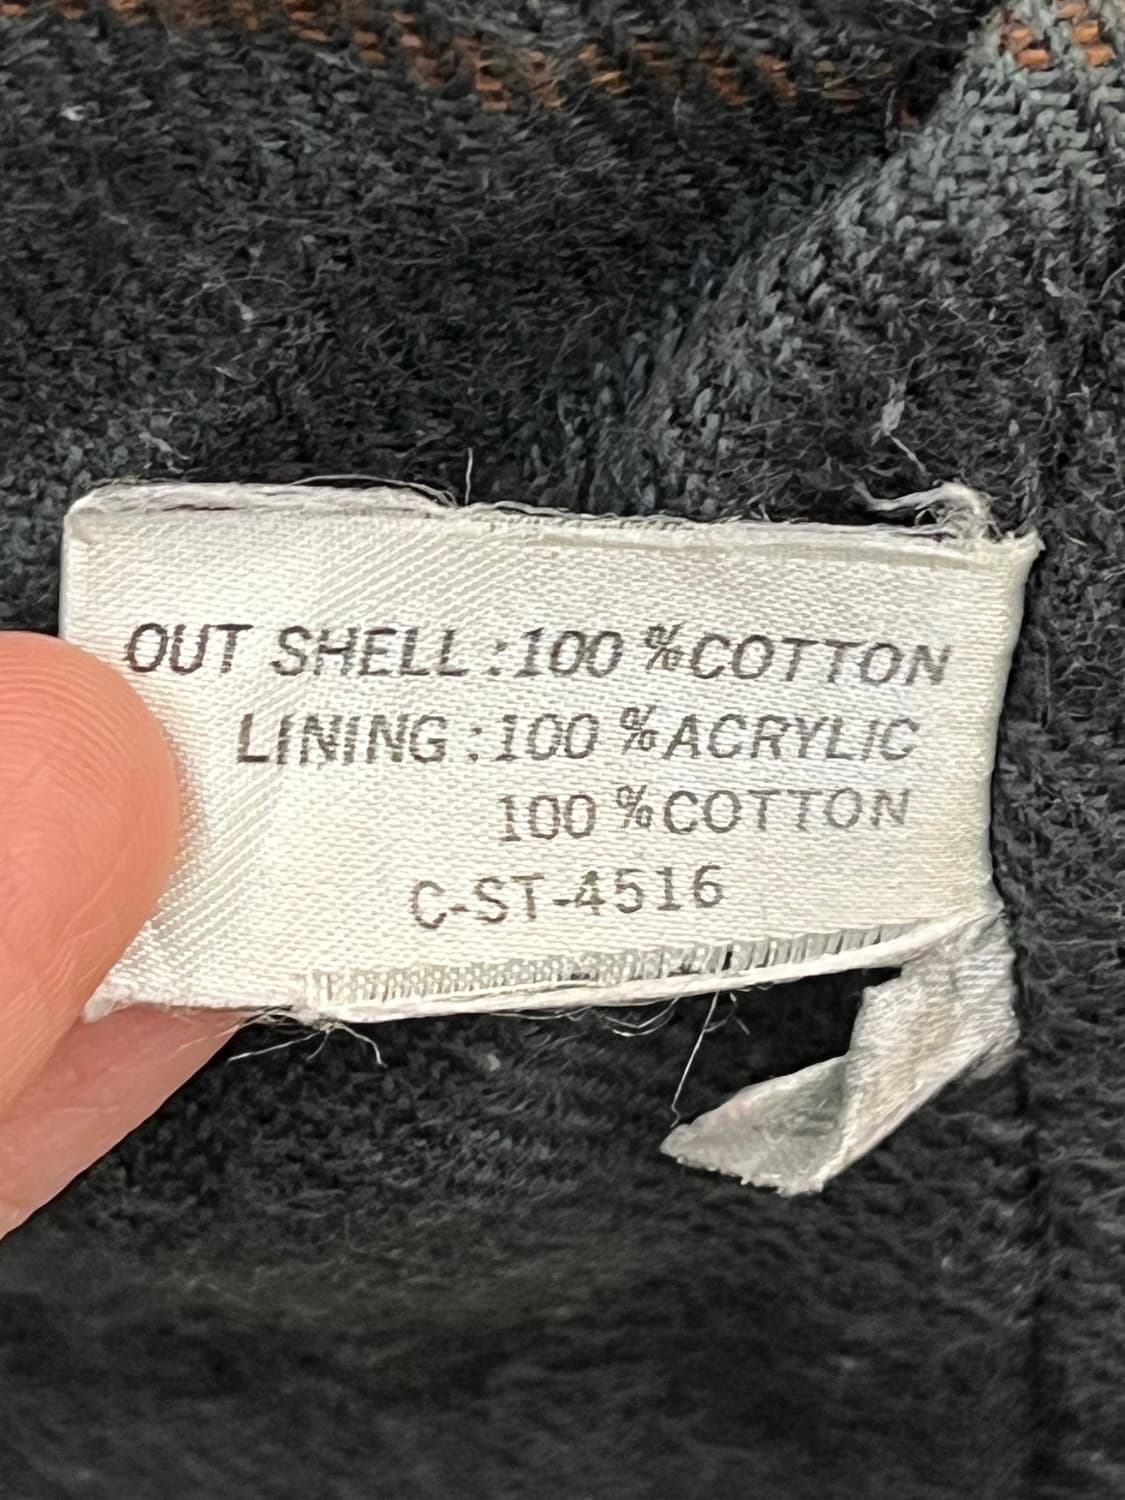 OUT SHELL:100%COTTON
LINING:100%ACRYLIC
100%COTTON
C-ST-4516